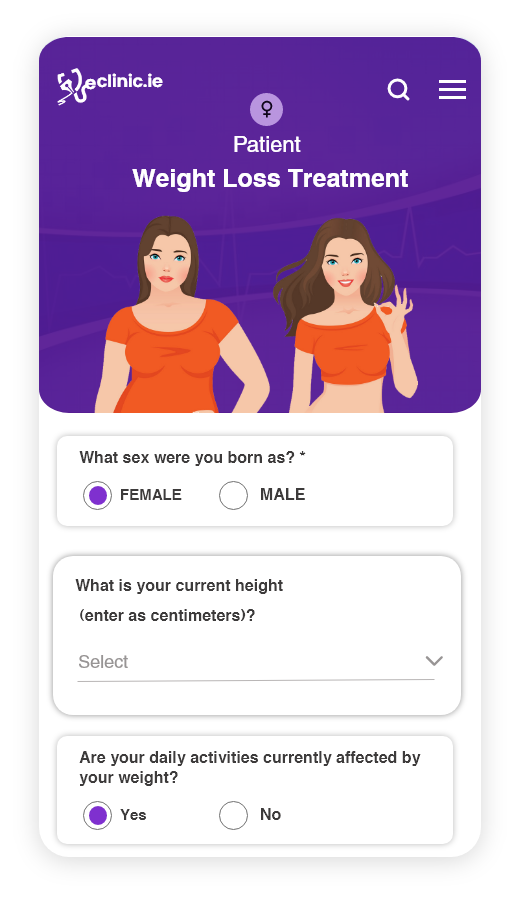 eclinic.ie
Patient
Weight Loss Treatment
What sex were you born as? *
FEMALE MALE
What is your current height
(enter as centimeters)?
Select
Are your daily activities currently affected by
your weight?
Yes No